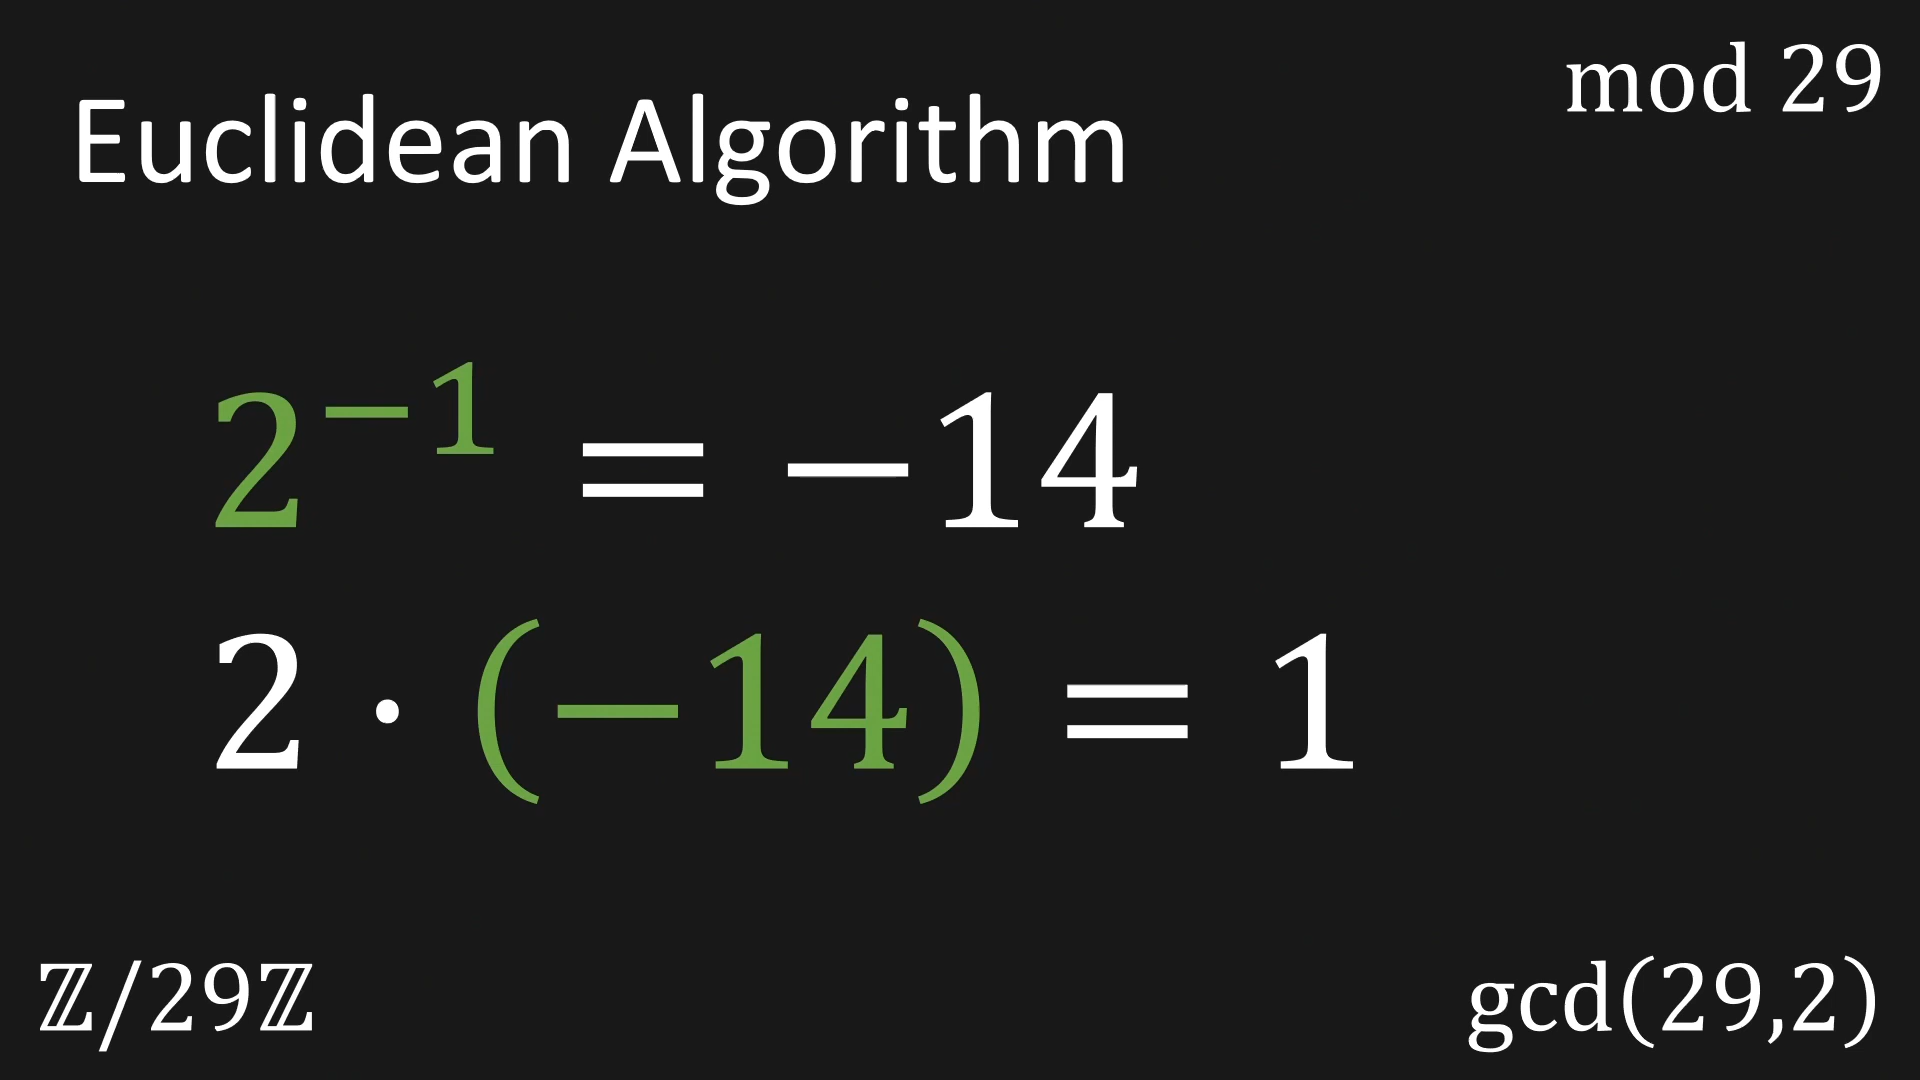 mod 29
Euclidean Algorithm
2⁻¹ = −14
2 · (−14) = 1
ℤ/29ℤ
gcd(29,2)